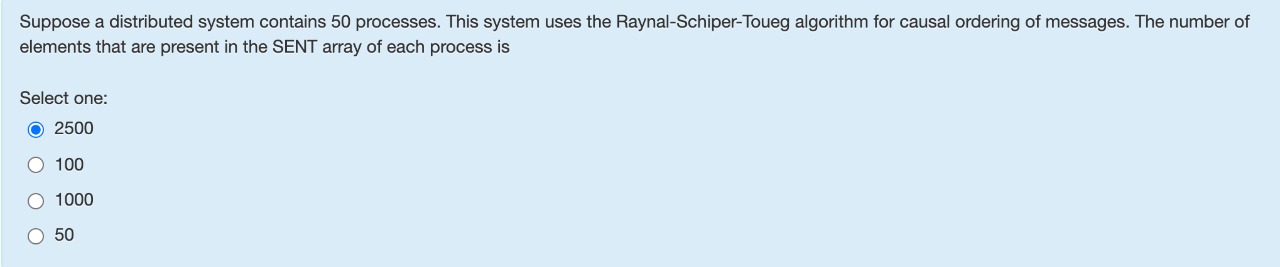 Suppose a distributed system contains 50 processes. This system uses the Raynal-Schiper-Toueg algorithm for causal ordering of messages. The number of
elements that are present in the SENT array of each process is
Select one:
2500
100
1000
50